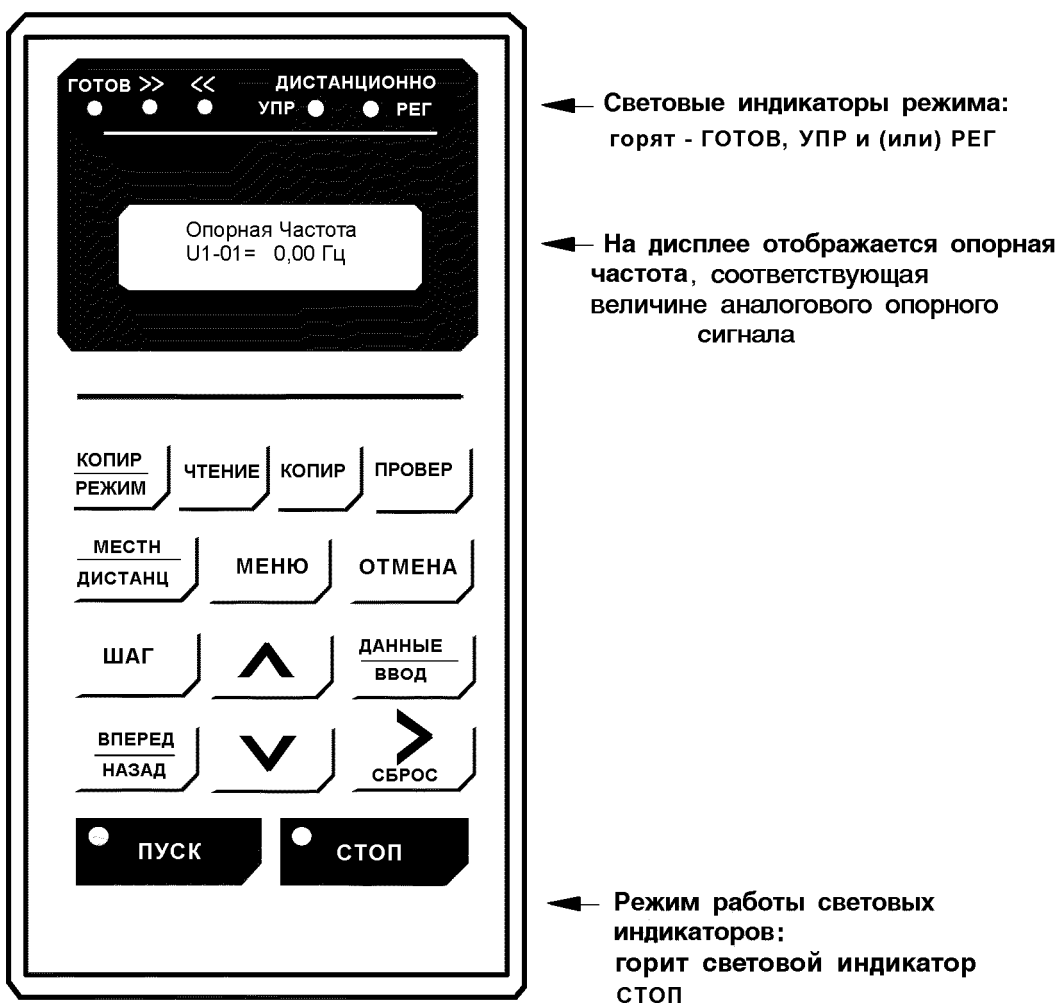 ГОТОВ >> << ДИСТАНЦИОННО
УПР РЕГ
Опорная Частота
U1-01= 0,00 Гц
КОПИР
РЕЖИМ
ЧТЕНИЕ
КОПИР
ПРОВЕР
МЕСТН
ДИСТАНЦ
МЕНЮ
ОТМЕНА
ШАГ
ДАННЫЕ
ВВОД
ВПЕРЕД
НАЗАД
СБРОС
ПУСК
СТОП
Световые индикаторы режима:
горят - ГОТОВ, УПР и (или) РЕГ
На дисплее отображается опорная
частота, соответствующая
величине аналогового опорного
сигнала
Режим работы световых
индикаторов:
горит световой индикатор
СТОП